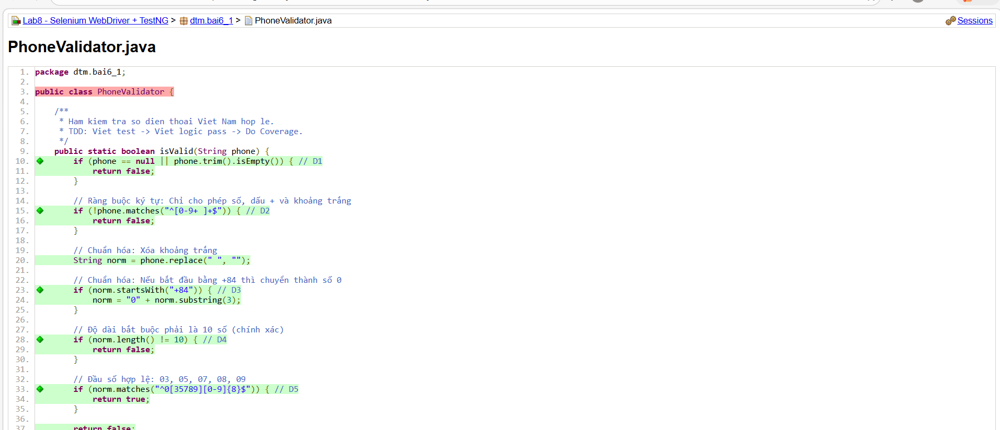 Lab8 - Selenium WebDriver + TestNG > dtm.bai6_1 > PhoneValidator.java Sessions
PhoneValidator.java
1. package dtm.bai6_1;
2.
3. public class PhoneValidator {
4.
5.     /**
6.      * Ham kiem tra so dien thoai Viet Nam hop le.
7.      * TDD: Viet test -> Viet logic pass -> Do Coverage.
8.      */
9.     public static boolean isValid(String phone) {
10.         if (phone == null || phone.trim().isEmpty()) { // D1
11.             return false;
12.         }
13.
14.         // Ràng buộc ký tự: Chỉ cho phép số, dấu + và khoảng trắng
15.         if (!phone.matches("^[0-9+ ]+$")) { // D2
16.             return false;
17.         }
18.
19.         // Chuẩn hóa: Xóa khoảng trắng
20.         String norm = phone.replace(" ", "");
21.
22.         // Chuẩn hóa: Nếu bắt đầu bằng +84 thì chuyển thành số 0
23.         if (norm.startsWith("+84")) { // D3
24.             norm = "0" + norm.substring(3);
25.         }
26.
27.         // Độ dài bắt buộc phải là 10 số (chính xác)
28.         if (norm.length() != 10) { // D4
29.             return false;
30.         }
31.
32.         // Đầu số hợp lệ: 03, 05, 07, 08, 09
33.         if (norm.matches("^0[35789][0-9]{8}$")) { // D5
34.             return true;
35.         }
36.
37.         return false;